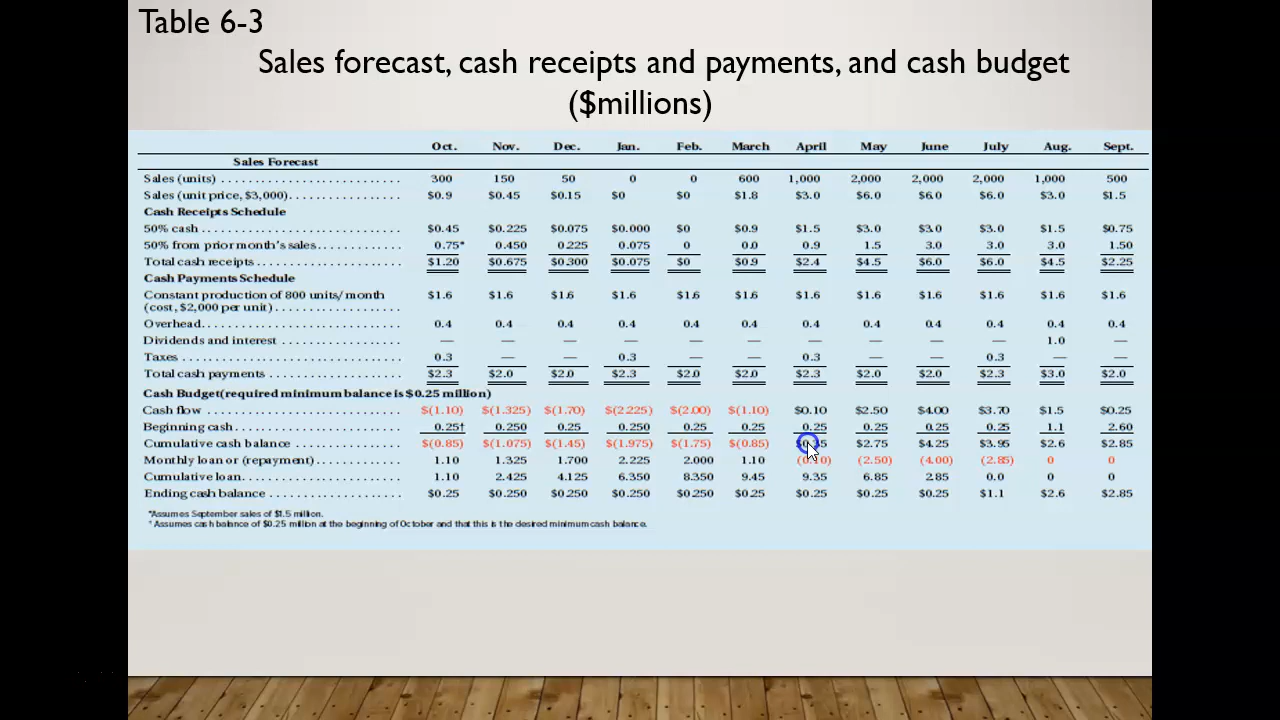 Table 6-3
Sales forecast, cash receipts and payments, and cash budget
($millions)
Oct. Nov. Dec. Jan. Feb. March April May June July Aug. Sept.
Sales Forecast
Sales (units) 300 150 50 0 0 600 1,000 2,000 2,000 2,000 1,000 500
Sales (unit price, $3,000) $0.9 $0.45 $0.15 $0 $0 $1.8 $3.0 $6.0 $6.0 $6.0 $3.0 $1.5
Cash Receipts Schedule
50% cash $0.45 $0.225 $0.075 $0.000 $0 $0.9 $1.5 $3.0 $3.0 $3.0 $1.5 $0.75
50% from prior month's sales 0.75* 0.450 0.225 0.075 0 0.0 0.9 1.5 3.0 3.0 3.0 1.50
Total cash receipts $1.20 $0.675 $0.300 $0.075 $0 $0.9 $2.4 $4.5 $6.0 $6.0 $4.5 $2.25
Cash Payments Schedule
Constant production of 800 units/month $1.6 $1.6 $1.6 $1.6 $1.6 $1.6 $1.6 $1.6 $1.6 $1.6 $1.6 $1.6
(cost, $2,000 per unit)
Overhead 0.4 0.4 0.4 0.4 0.4 0.4 0.4 0.4 0.4 0.4 0.4 0.4
Dividends and interest — — — — — — — — — — 1.0 —
Taxes 0.3 — — 0.3 — — 0.3 — — 0.3 — —
Total cash payments $2.3 $2.0 $2.0 $2.3 $2.0 $2.0 $2.3 $2.0 $2.0 $2.3 $3.0 $2.0
Cash Budget(required minimum balance is $0.25 million)
Cash flow $(1.10) $(1.325) $(1.70) $(2.225) $(2.00) $(1.10) $0.10 $2.50 $4.00 $3.70 $1.5 $0.25
Beginning cash 0.25† 0.250 0.25 0.250 0.25 0.25 0.25 0.25 0.25 0.25 1.1 2.60
Cumulative cash balance $(0.85) $(1.075) $(1.45) $(1.975) $(1.75) $(0.85) $2.75 $4.25 $3.95 $2.6 $2.85
Monthly loan or (repayment) 1.10 1.325 1.700 2.225 2.000 1.10 (0.10) (2.50) (4.00) (2.85) 0 0
Cumulative loan 1.10 2.425 4.125 6.350 8.350 9.45 9.35 6.85 2.85 0.0 0 0
Ending cash balance $0.25 $0.250 $0.250 $0.250 $0.250 $0.25 $0.25 $0.25 $0.25 $1.1 $2.6 $2.85
*Assumes September sales of $1.5 million.
† Assumes cash balance of $0.25 million at the beginning of October and that this is the desired minimum cash balance.